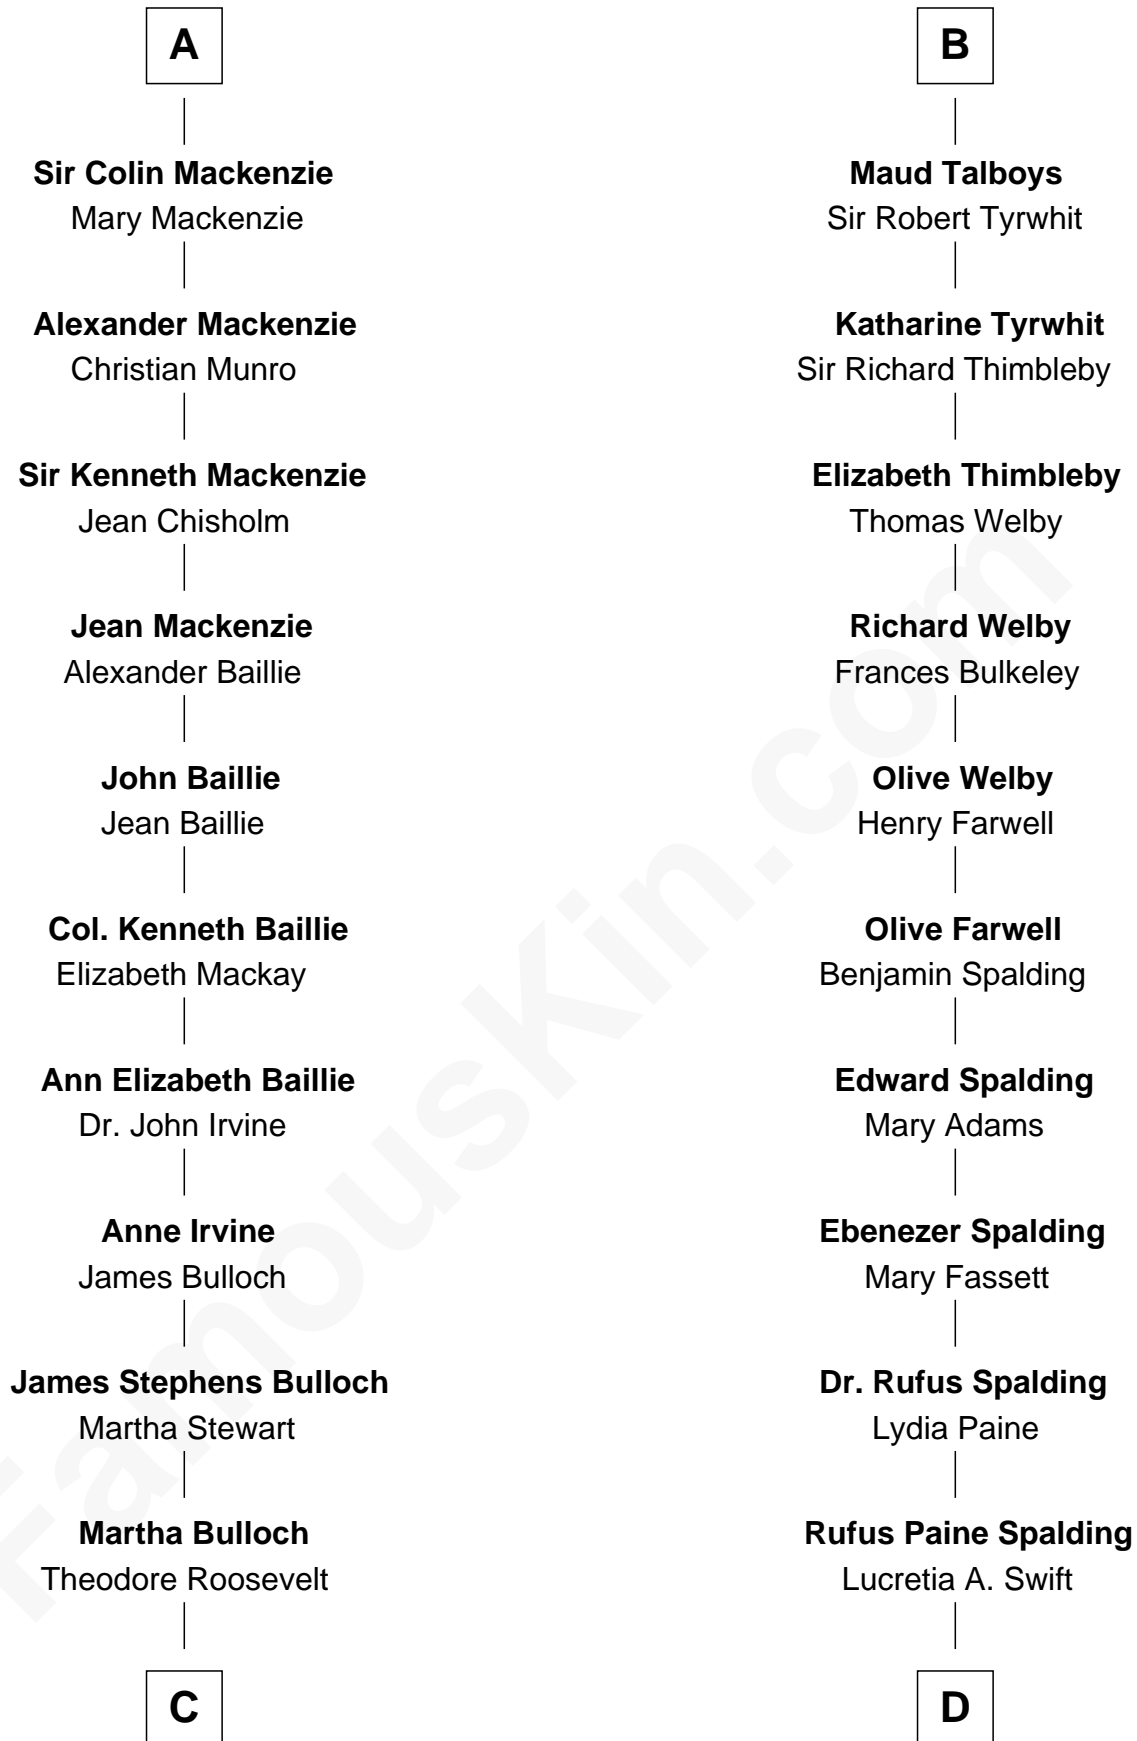 A
Sir Colin Mackenzie
Mary Mackenzie
Alexander Mackenzie
Christian Munro
Sir Kenneth Mackenzie
Jean Chisholm
Jean Mackenzie
Alexander Baillie
John Baillie
Jean Baillie
Col. Kenneth Baillie
Elizabeth Mackay
Ann Elizabeth Baillie
Dr. John Irvine
Anne Irvine
James Bulloch
James Stephens Bulloch
Martha Stewart
Martha Bulloch
Theodore Roosevelt
C
B
Maud Talboys
Sir Robert Tyrwhit
Katharine Tyrwhit
Sir Richard Thimbleby
Elizabeth Thimbleby
Thomas Welby
Richard Welby
Frances Bulkeley
Olive Welby
Henry Farwell
Olive Farwell
Benjamin Spalding
Edward Spalding
Mary Adams
Ebenezer Spalding
Mary Fassett
Dr. Rufus Spalding
Lydia Paine
Rufus Paine Spalding
Lucretia A. Swift
D
FamousKin.com